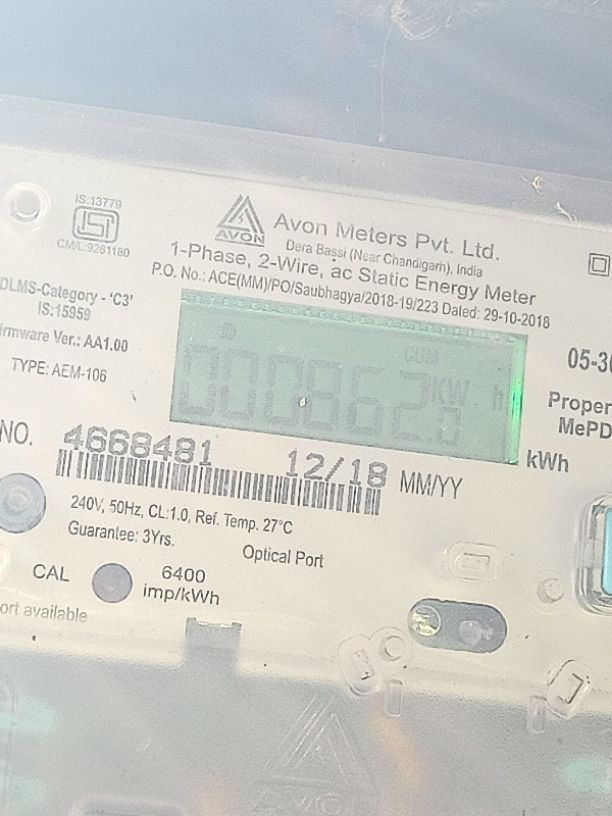 IS:13779
CM/L:9281180
AVON
Avon Meters Pvt. Ltd.
Dera Bassi (Near Chandigarh), India
1-Phase, 2-Wire, ac Static Energy Meter
P.O. No.: ACE(MM)/PO/Saubhagya/2018-19/223 Dated: 29-10-2018
DLMS-Category - 'C3'
IS:15959
irmware Ver.: AA1.00
TYPE: AEM-106
CUM
000862.0 KW h
kWh
05-30
Proper
MePD
NO. 4668481 12/18 MM/YY
240V, 50Hz, CL:1.0, Ref. Temp. 27°C
Guarantee: 3Yrs.
Optical Port
CAL
6400
imp/kWh
ort available
AVON